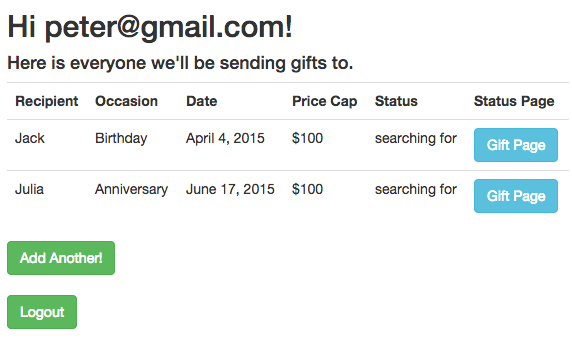 Hi peter@gmail.com!
Here is everyone we'll be sending gifts to.
Recipient Occasion Date Price Cap Status Status Page
Jack Birthday April 4, 2015 $100 searching for Gift Page
Julia Anniversary June 17, 2015 $100 searching for Gift Page
Add Another!
Logout